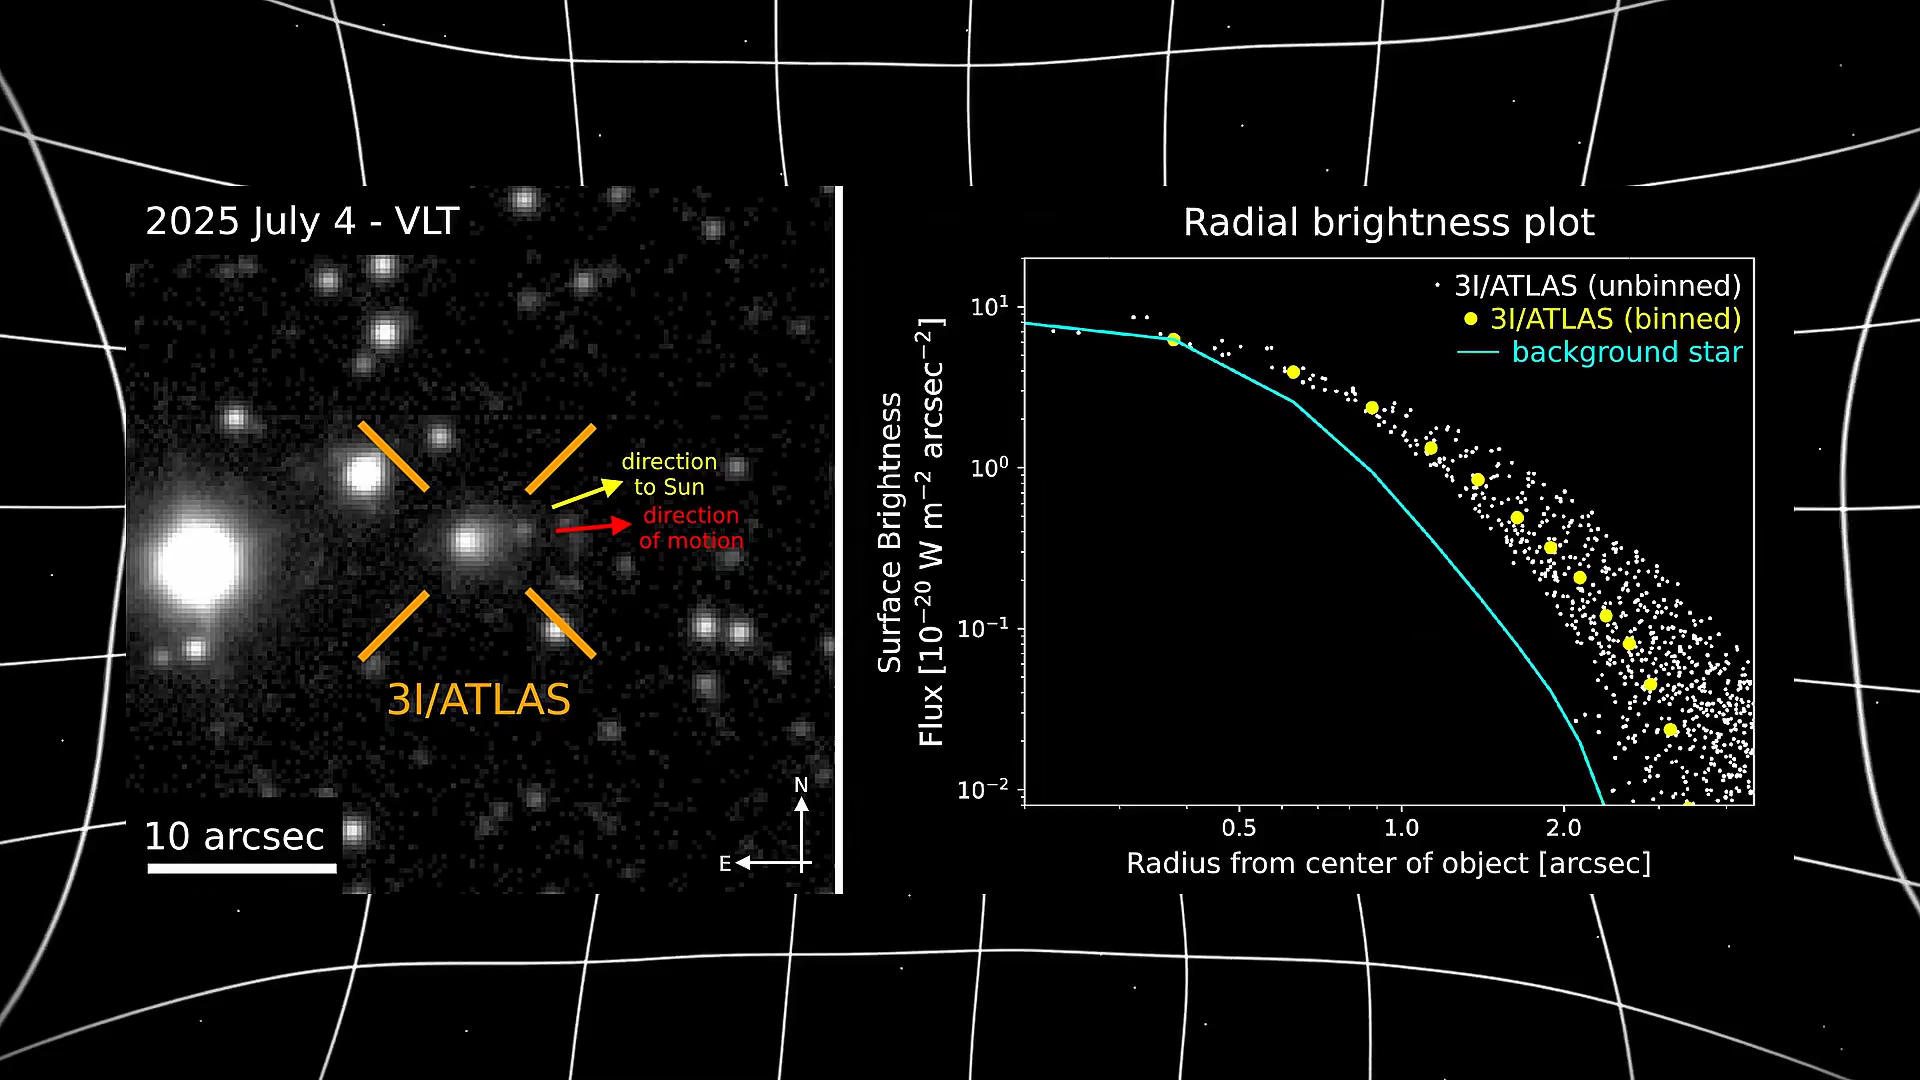 2025 July 4 - VLT
direction
to Sun
direction
of motion
3I/ATLAS
N
E
10 arcsec
Radial brightness plot
3I/ATLAS (unbinned)
3I/ATLAS (binned)
background star
Surface Brightness
Flux [10⁻²⁰ W m⁻² arcsec⁻²]
10¹
10⁰
10⁻¹
10⁻²
0.5 1.0 2.0
Radius from center of object [arcsec]